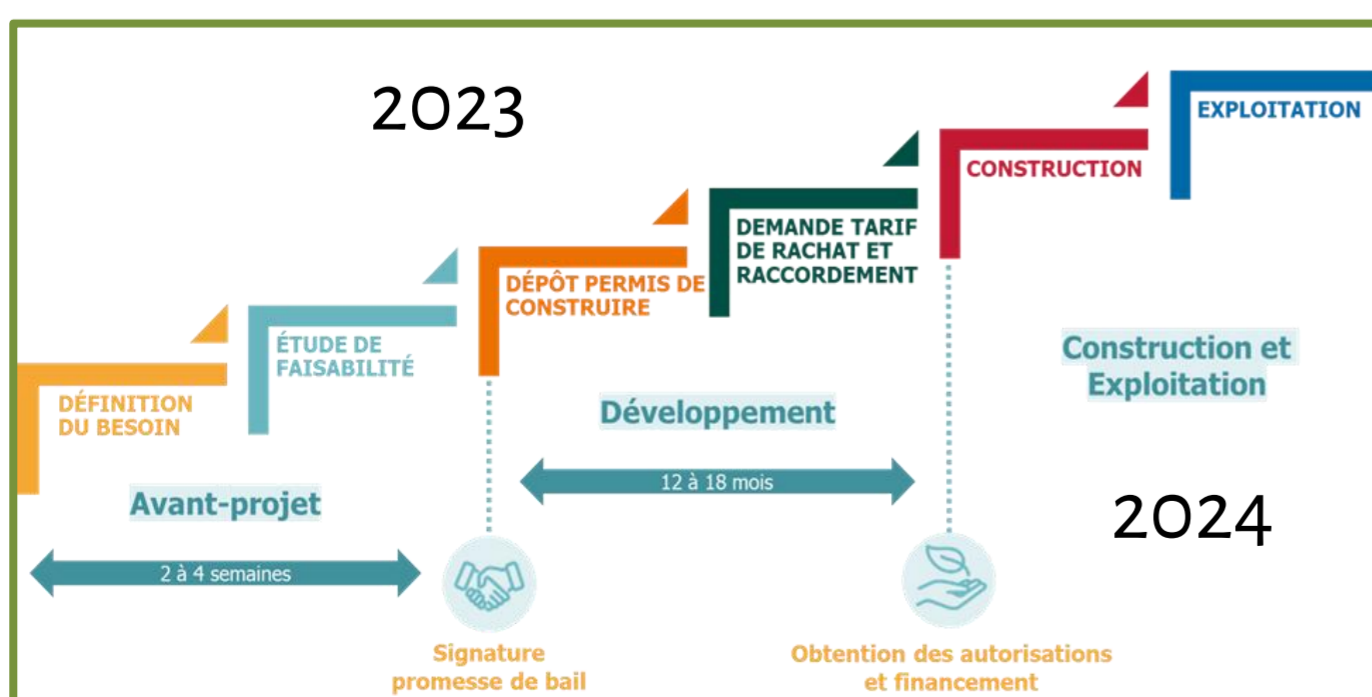 2023
DÉFINITION
DU BESOIN
ÉTUDE DE
FAISABILITÉ
DÉPÔT PERMIS DE
CONSTRUIRE
DEMANDE TARIF
DE RACHAT ET
RACCORDEMENT
CONSTRUCTION
EXPLOITATION
Avant-projet
2 à 4 semaines
Développement
12 à 18 mois
Construction et
Exploitation
2024
Signature
promesse de bail
Obtention des autorisations
et financement